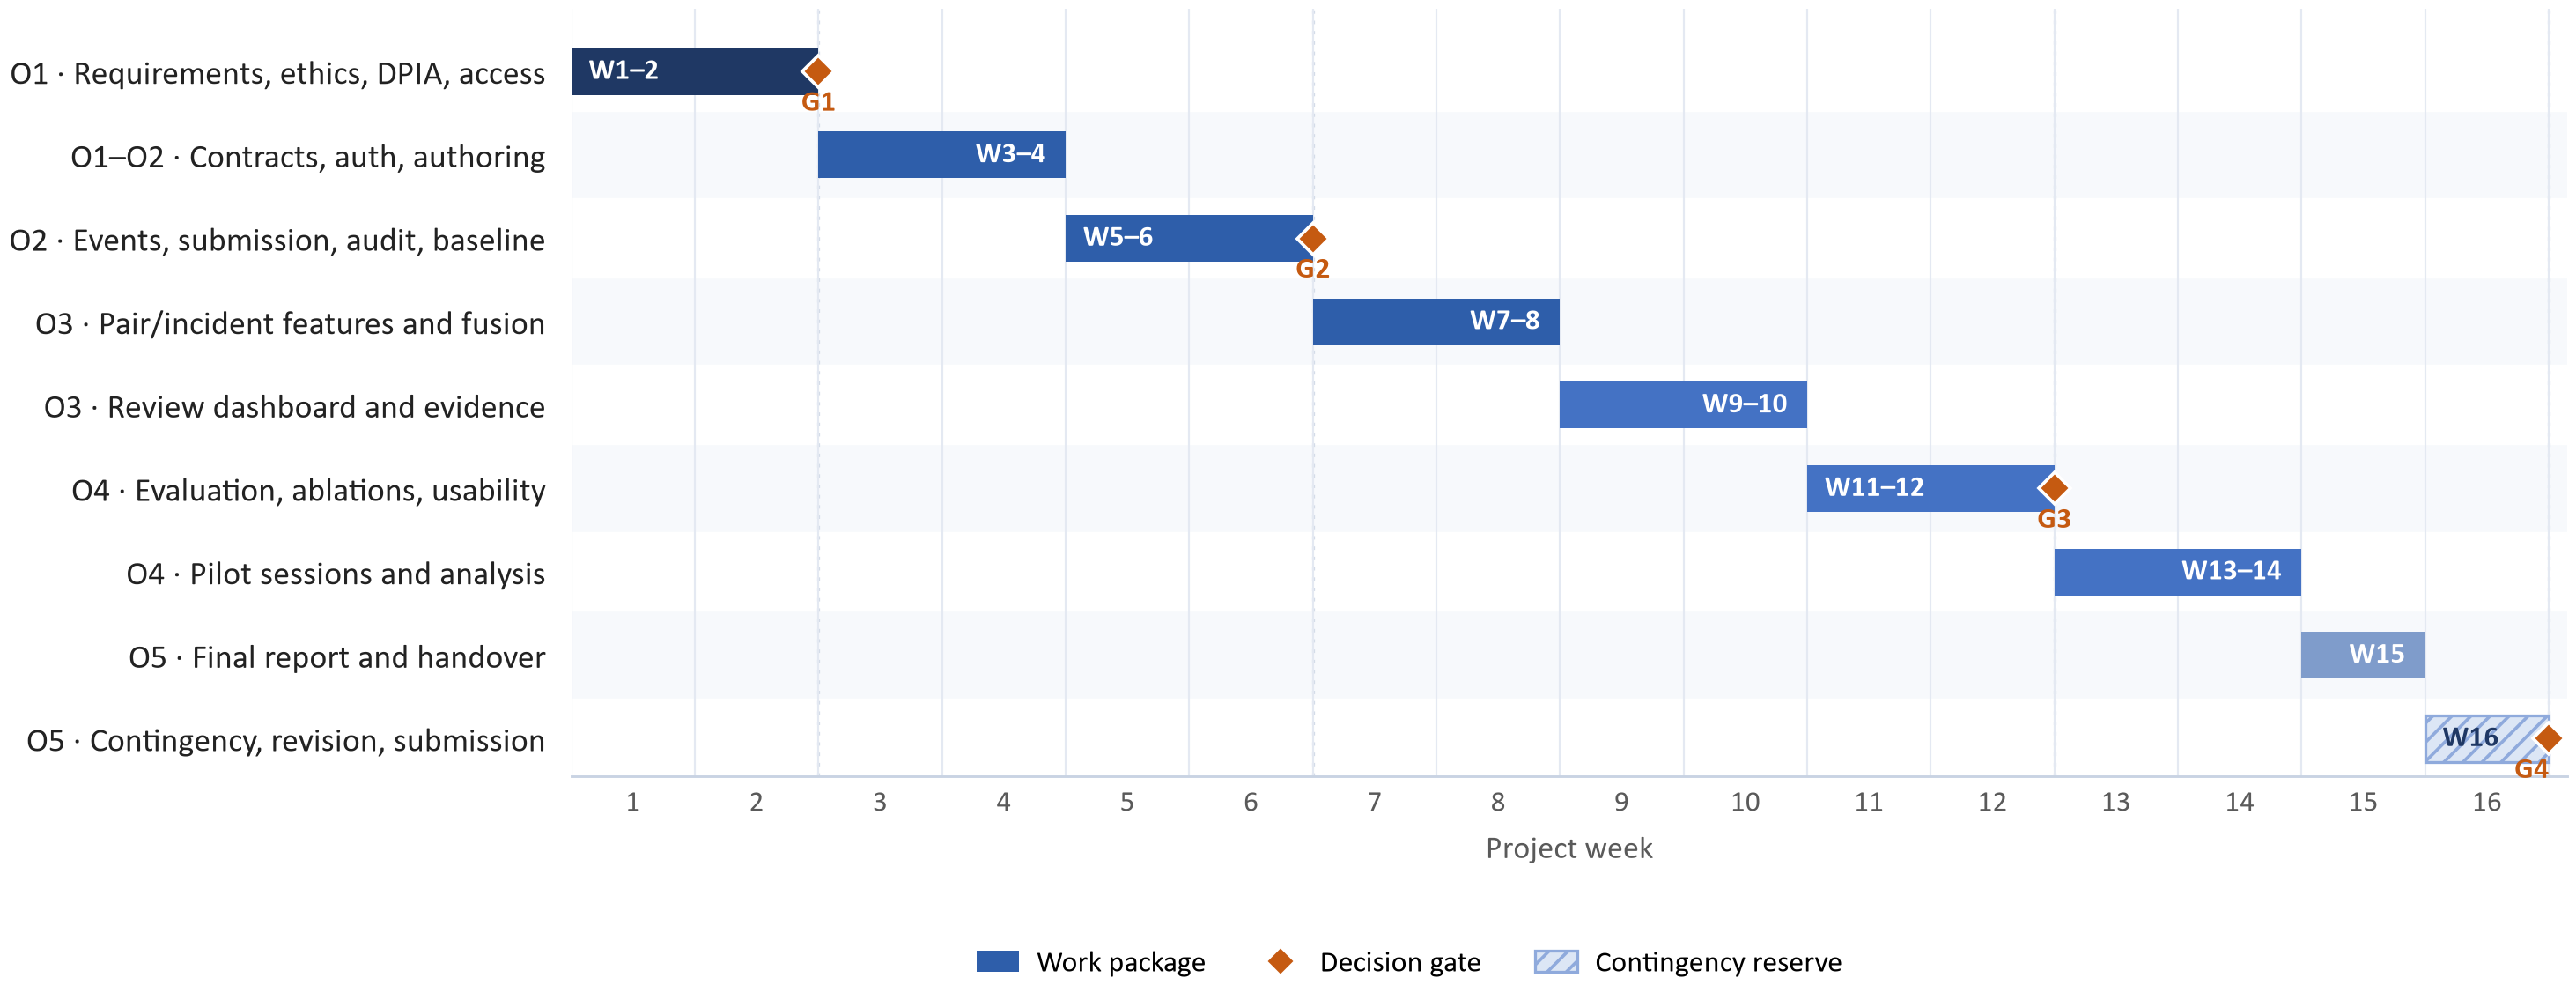 O1 · Requirements, ethics, DPIA, access
W1–2
G1
O1–O2 · Contracts, auth, authoring
W3–4
O2 · Events, submission, audit, baseline
W5–6
G2
O3 · Pair/incident features and fusion
W7–8
O3 · Review dashboard and evidence
W9–10
O4 · Evaluation, ablations, usability
W11–12
G3
O4 · Pilot sessions and analysis
W13–14
O5 · Final report and handover
W15
O5 · Contingency, revision, submission
W16
G4
1 2 3 4 5 6 7 8 9 10 11 12 13 14 15 16
Project week
Work package Decision gate Contingency reserve